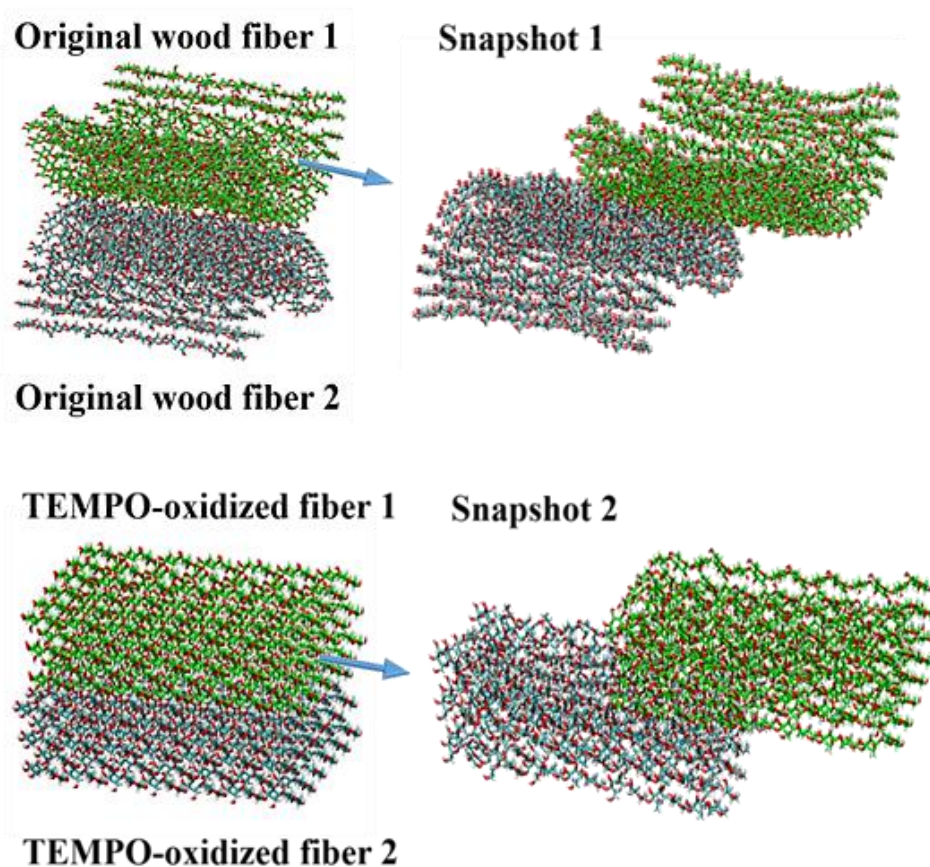 Original wood fiber 1
Snapshot 1
Original wood fiber 2
TEMPO-oxidized fiber 1
Snapshot 2
TEMPO-oxidized fiber 2